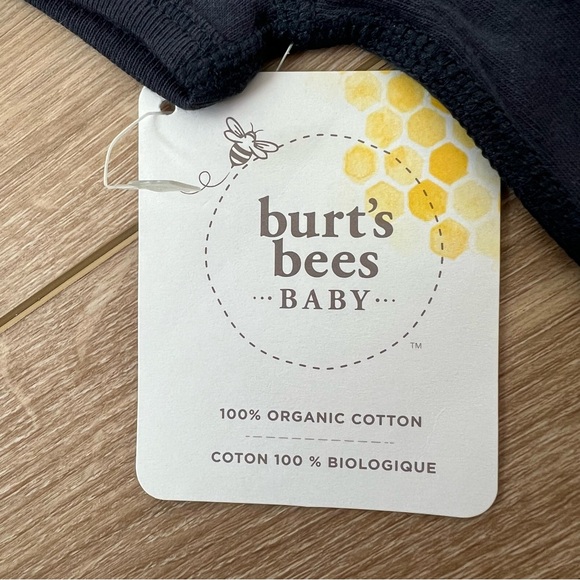 burt's
bees
···BABY···
TM
100% ORGANIC COTTON
COTON 100 % BIOLOGIQUE